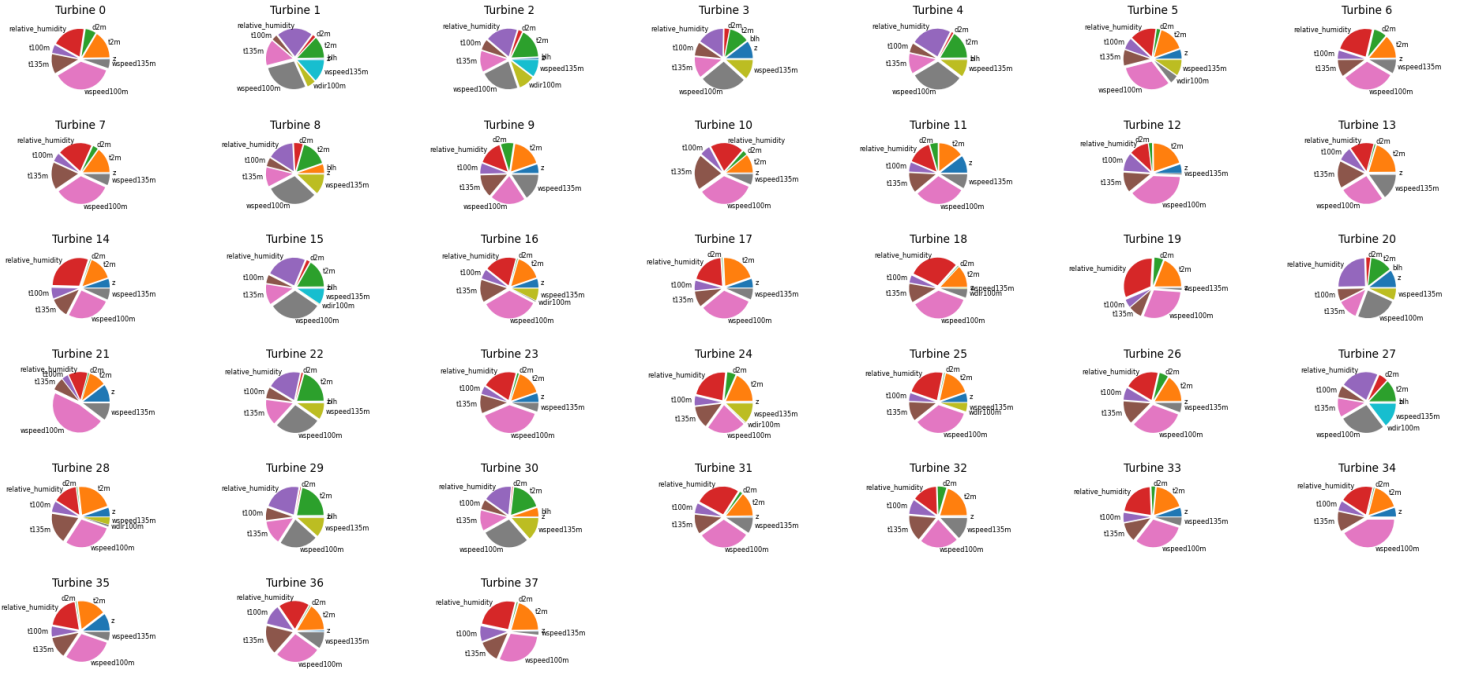 Turbine 0
d2m
relative_humidity
t2m
t100m
z
t135m
wspeed135m
wspeed100m
Turbine 1
relative_humidity
d2m
t100m
t2m
t135m
blh
z
wspeed135m
wdir100m
wspeed100m
Turbine 2
relative_humidity
d2m
t2m
t100m
blh
z
t135m
wspeed135m
wdir100m
wspeed100m
Turbine 3
d2m
relative_humidity
t2m
blh
t100m
z
t135m
wspeed135m
wspeed100m
Turbine 4
relative_humidity
d2m
t2m
t100m
blh
t135m
wspeed135m
wspeed100m
Turbine 5
d2m
relative_humidity
t2m
t100m
z
t135m
wspeed135m
wdir100m
wspeed100m
Turbine 6
relative_humidity
d2m
t2m
t100m
z
t135m
wspeed135m
wspeed100m
Turbine 7
relative_humidity
d2m
t2m
t100m
z
t135m
wspeed135m
wspeed100m
Turbine 8
relative_humidity
d2m
t2m
t100m
blh
z
t135m
wspeed135m
wspeed100m
Turbine 9
d2m
relative_humidity
t2m
t100m
z
t135m
wspeed135m
wspeed100m
Turbine 10
relative_humidity
t100m
d2m
t2m
z
t135m
wspeed135m
wspeed100m
Turbine 11
d2m
relative_humidity
t2m
t100m
z
t135m
wspeed135m
wspeed100m
Turbine 12
d2m
relative_humidity
t2m
t100m
z
t135m
wspeed135m
wspeed100m
Turbine 13
relative_humidity
d2m
t2m
t100m
z
t135m
wspeed135m
wspeed100m
Turbine 14
d2m
relative_humidity
t2m
z
t100m
wspeed135m
t135m
wspeed100m
Turbine 15
relative_humidity
d2m
t2m
t100m
blh
z
t135m
wspeed135m
wdir100m
wspeed100m
Turbine 16
relative_humidity
d2m
t2m
t100m
z
t135m
wspeed135m
wdir100m
wspeed100m
Turbine 17
d2m
relative_humidity
t2m
t100m
z
t135m
wspeed135m
wspeed100m
Turbine 18
relative_humidity
d2m
t2m
t100m
z
t135m
wspeed135m
wdir100m
wspeed100m
Turbine 19
d2m
relative_humidity
t2m
z
wspeed135m
t100m
t135m
wspeed100m
Turbine 20
d2m
relative_humidity
t2m
blh
z
t100m
wspeed135m
t135m
wspeed100m
Turbine 21
relative_humidity
d2m
t100m
t2m
t135m
z
wspeed135m
wspeed100m
Turbine 22
relative_humidity
d2m
t2m
t100m
blh
t135m
wspeed135m
wspeed100m
Turbine 23
relative_humidity
d2m
t2m
t100m
z
t135m
wspeed135m
wspeed100m
Turbine 24
d2m
relative_humidity
t2m
t100m
z
t135m
wspeed135m
wdir100m
wspeed100m
Turbine 25
relative_humidity
d2m
t2m
t100m
z
t135m
wspeed135m
wdir100m
wspeed100m
Turbine 26
relative_humidity
d2m
t2m
t100m
z
t135m
wspeed135m
wspeed100m
Turbine 27
relative_humidity
d2m
t2m
t100m
blh
t135m
wspeed135m
wdir100m
wspeed100m
Turbine 28
d2m
relative_humidity
t2m
t100m
z
wspeed135m
t135m
wdir100m
wspeed100m
Turbine 29
relative_humidity
d2m
t2m
t100m
z
t135m
wspeed135m
wspeed100m
Turbine 30
relative_humidity
d2m
t2m
t100m
blh
z
t135m
wspeed135m
wspeed100m
Turbine 31
relative_humidity
d2m
t2m
t100m
z
t135m
wspeed135m
wspeed100m
Turbine 32
d2m
relative_humidity
t2m
t100m
z
t135m
wspeed135m
wspeed100m
Turbine 33
d2m
relative_humidity
t2m
z
t100m
wspeed135m
t135m
wspeed100m
Turbine 34
relative_humidity
d2m
t2m
t100m
z
t135m
wspeed100m
Turbine 35
d2m
relative_humidity
t2m
z
t100m
wspeed135m
t135m
wspeed100m
Turbine 36
relative_humidity
d2m
t100m
t2m
z
wspeed135m
t135m
wspeed100m
Turbine 37
d2m
relative_humidity
t2m
t100m
z
wspeed135m
t135m
wspeed100m